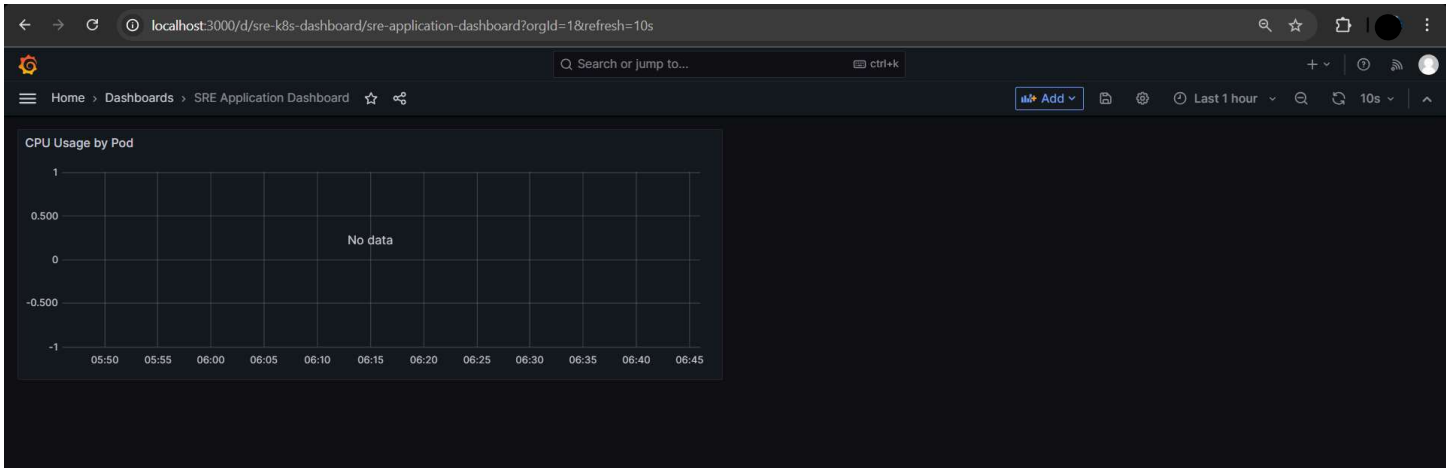 localhost:3000/d/sre-k8s-dashboard/sre-application-dashboard?orgId=1&refresh=10s
Search or jump to... ctrl+k
Home › Dashboards › SRE Application Dashboard Add Last 1 hour 10s
CPU Usage by Pod
1
0.500
No data
0
-0.500
-1
05:50 05:55 06:00 06:05 06:10 06:15 06:20 06:25 06:30 06:35 06:40 06:45